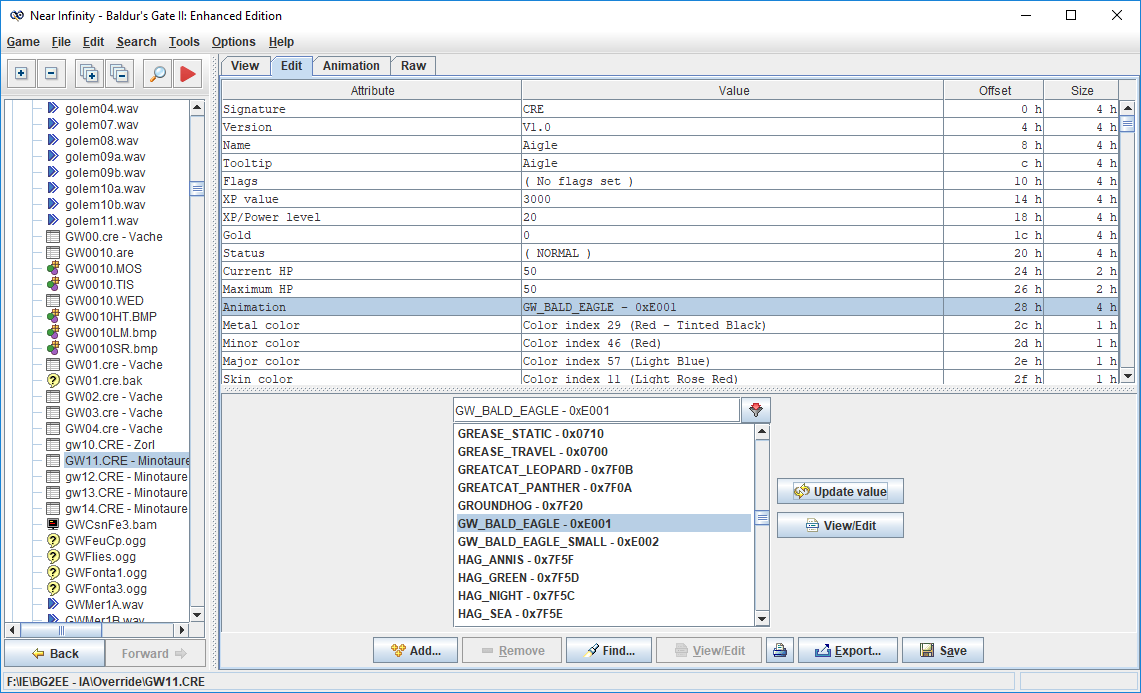 Near Infinity - Baldur's Gate II: Enhanced Edition
Game File Edit Search Tools Options Help
View Edit Animation Raw
golem04.wav
golem07.wav
golem08.wav
golem09a.wav
golem09b.wav
golem10a.wav
golem10b.wav
golem11.wav
GW00.cre - Vache
GW0010.are
GW0010.MOS
GW0010.TIS
GW0010.WED
GW0010HT.BMP
GW0010LM.bmp
GW0010SR.bmp
GW01.cre - Vache
GW01.cre.bak
GW02.cre - Vache
GW03.cre - Vache
GW04.cre - Vache
gw10.CRE - Zorl
GW11.CRE - Minotaure
gw12.CRE - Minotaure
gw13.CRE - Minotaure
gw14.CRE - Minotaure
GWCsnFe3.bam
GWFeuCp.ogg
GWFlies.ogg
GWFonta1.ogg
GWFonta3.ogg
GWMer1A.wav
GWMer1B.wav
Back Forward
Attribute Value Offset Size
Signature CRE 0 h 4 h
Version V1.0 4 h 4 h
Name Aigle 8 h 4 h
Tooltip Aigle c h 4 h
Flags ( No flags set ) 10 h 4 h
XP value 3000 14 h 4 h
XP/Power level 20 18 h 4 h
Gold 0 1c h 4 h
Status ( NORMAL ) 20 h 4 h
Current HP 50 24 h 2 h
Maximum HP 50 26 h 2 h
Animation GW_BALD_EAGLE - 0xE001 28 h 4 h
Metal color Color index 29 (Red - Tinted Black) 2c h 1 h
Minor color Color index 46 (Red) 2d h 1 h
Major color Color index 57 (Light Blue) 2e h 1 h
Skin color Color index 11 (Light Rose Red) 2f h 1 h
GW_BALD_EAGLE - 0xE001
GREASE_STATIC - 0x0710
GREASE_TRAVEL - 0x0700
GREATCAT_LEOPARD - 0x7F0B
GREATCAT_PANTHER - 0x7F0A
GROUNDHOG - 0x7F20
GW_BALD_EAGLE - 0xE001
GW_BALD_EAGLE_SMALL - 0xE002
HAG_ANNIS - 0x7F5F
HAG_GREEN - 0x7F5D
HAG_NIGHT - 0x7F5C
HAG_SEA - 0x7F5E
Update value
View/Edit
Add... Remove Find... View/Edit Export... Save
F:\IE\BG2EE - IA\Override\GW11.CRE